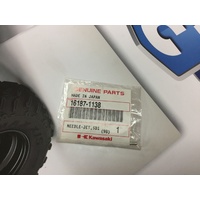 GENUINE PARTS
MADE IN JAPAN
16187-1138
NEEDLE-JET,
1
Kawasaki